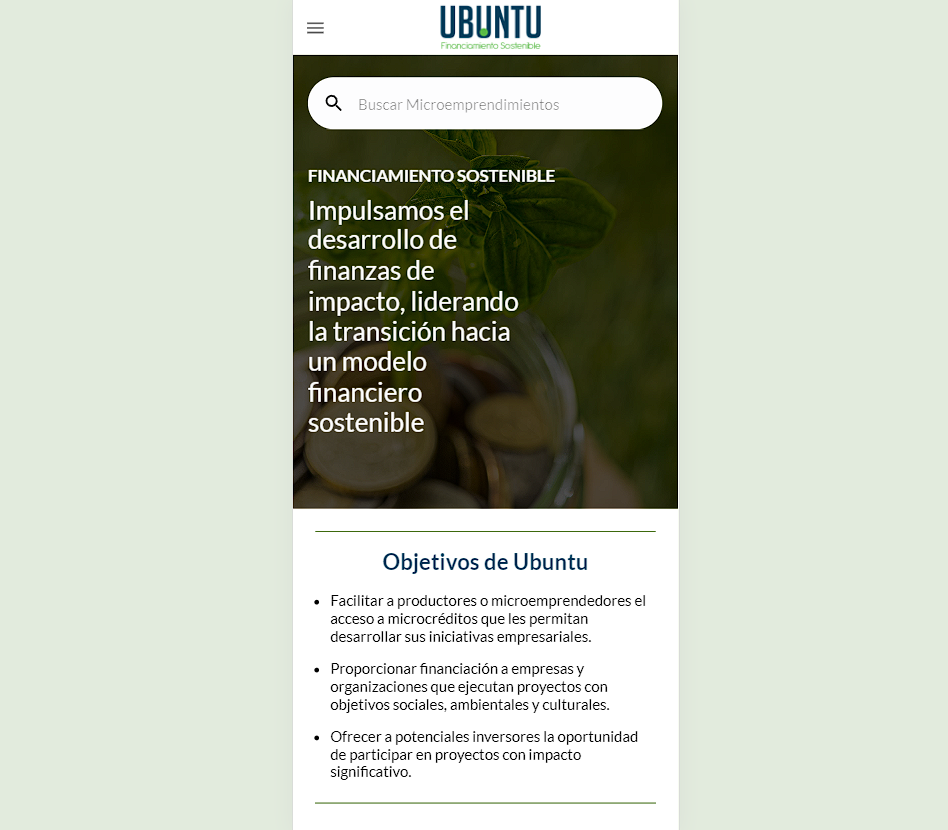 UBUNTU
Financiamiento Sostenible
Buscar Microemprendimientos
FINANCIAMIENTO SOSTENIBLE
Impulsamos el
desarrollo de
finanzas de
impacto, liderando
la transición hacia
un modelo
financiero
sostenible
Objetivos de Ubuntu
• Facilitar a productores o microemprendedores el
acceso a microcréditos que les permitan
desarrollar sus iniciativas empresariales.
• Proporcionar financiación a empresas y
organizaciones que ejecutan proyectos con
objetivos sociales, ambientales y culturales.
• Ofrecer a potenciales inversores la oportunidad
de participar en proyectos con impacto
significativo.